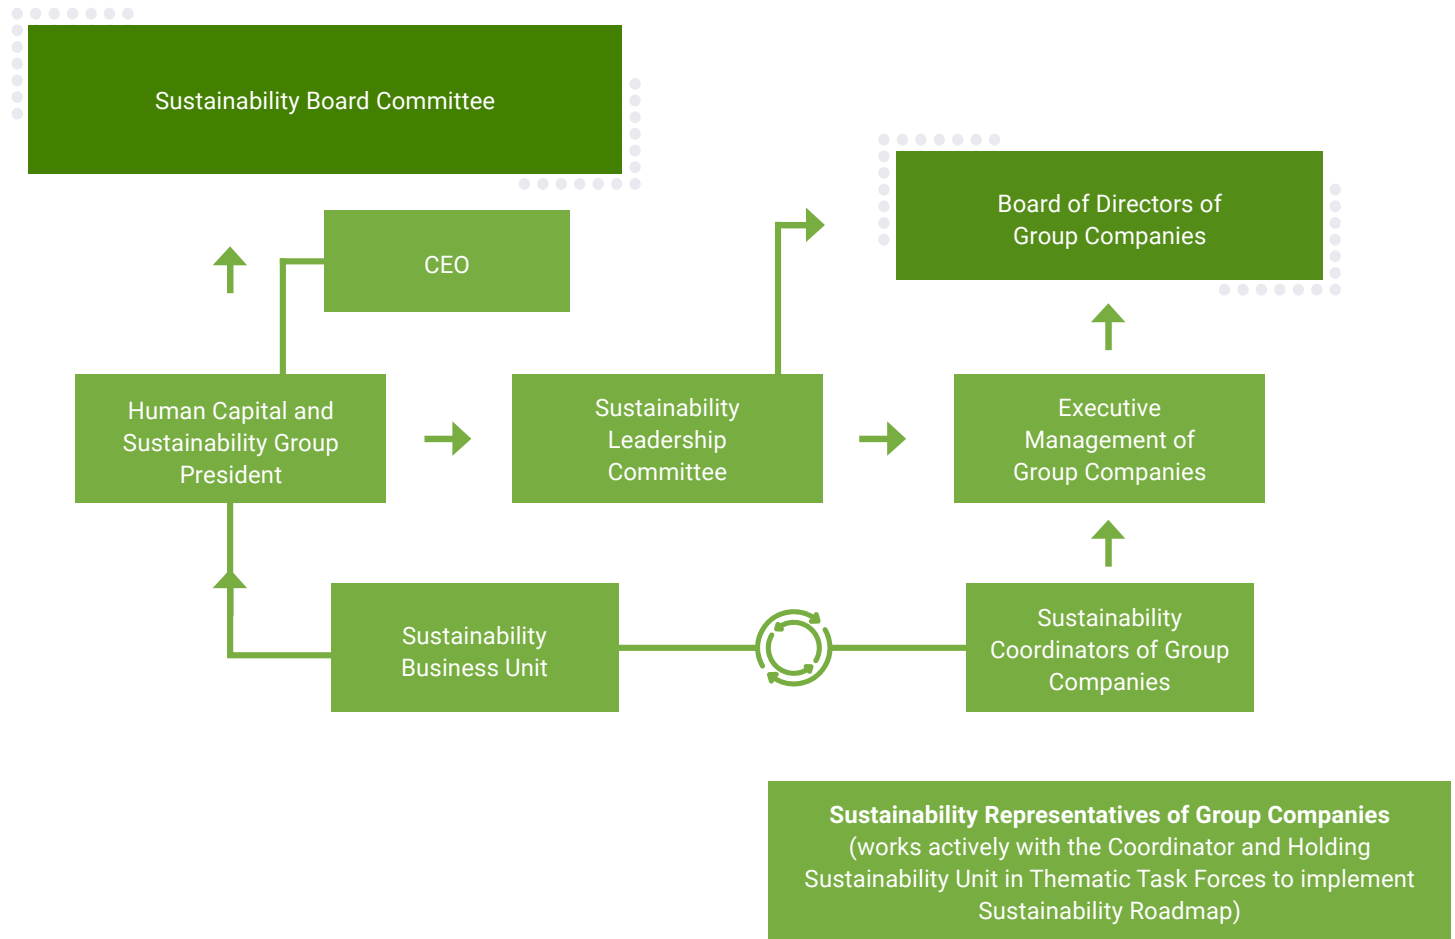 Sustainability Board Committee
Board of Directors of
Group Companies
CEO
Human Capital and
Sustainability Group
President
Sustainability
Leadership
Committee
Executive
Management of
Group Companies
Sustainability
Business Unit
Sustainability
Coordinators of Group
Companies
Sustainability Representatives of Group Companies
(works actively with the Coordinator and Holding
Sustainability Unit in Thematic Task Forces to implement
Sustainability Roadmap)